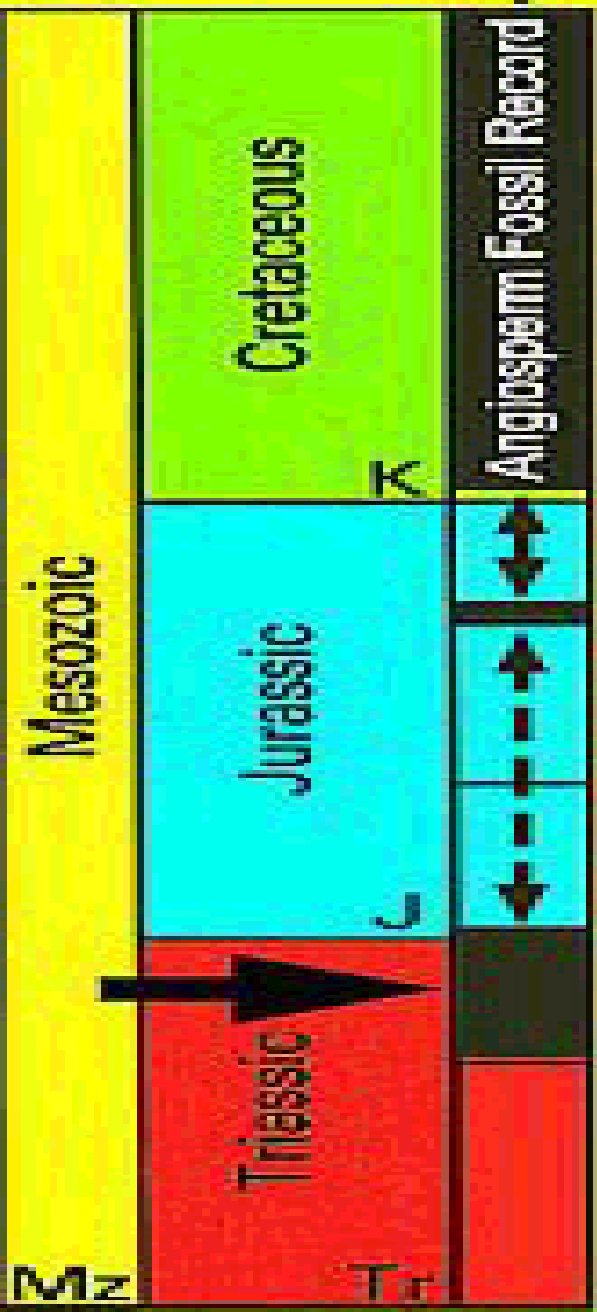 Mesozoic
Mz
Cretaceous
K
Jurassic
J
Triassic
Tr
Angiosperm Fossil Record